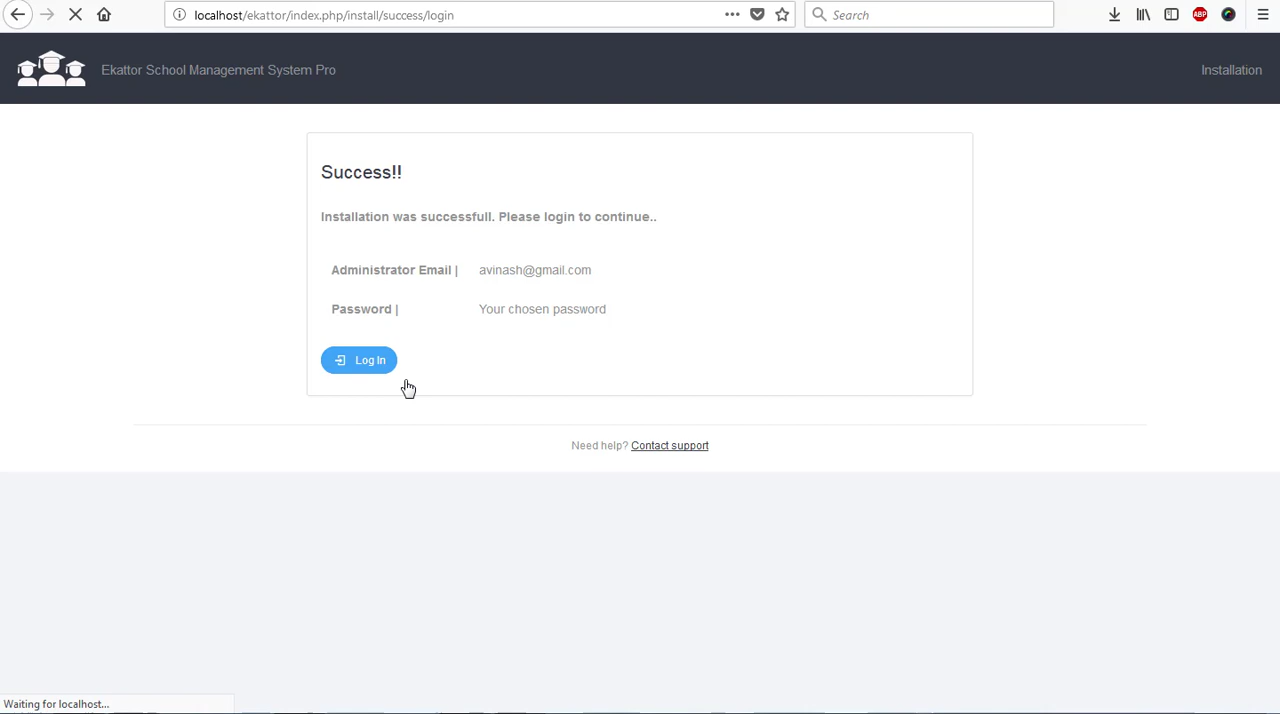 localhost/ekattor/index.php/install/success/login
Search
ABP
Ekattor School Management System Pro
Installation
Success!!
Installation was successfull. Please login to continue..
Administrator Email | avinash@gmail.com
Password | Your chosen password
Log In
Need help? Contact support
Waiting for localhost...